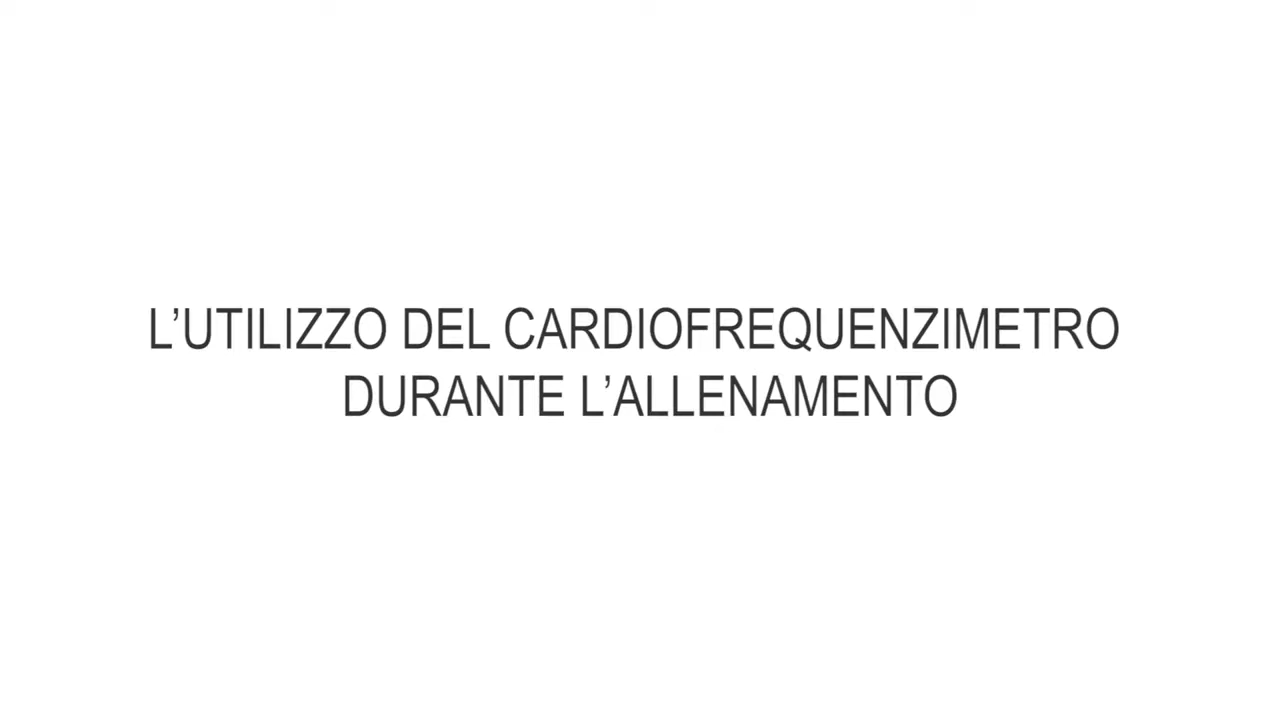 L’UTILIZZO DEL CARDIOFREQUENZIMETRO
DURANTE L’ALLENAMENTO